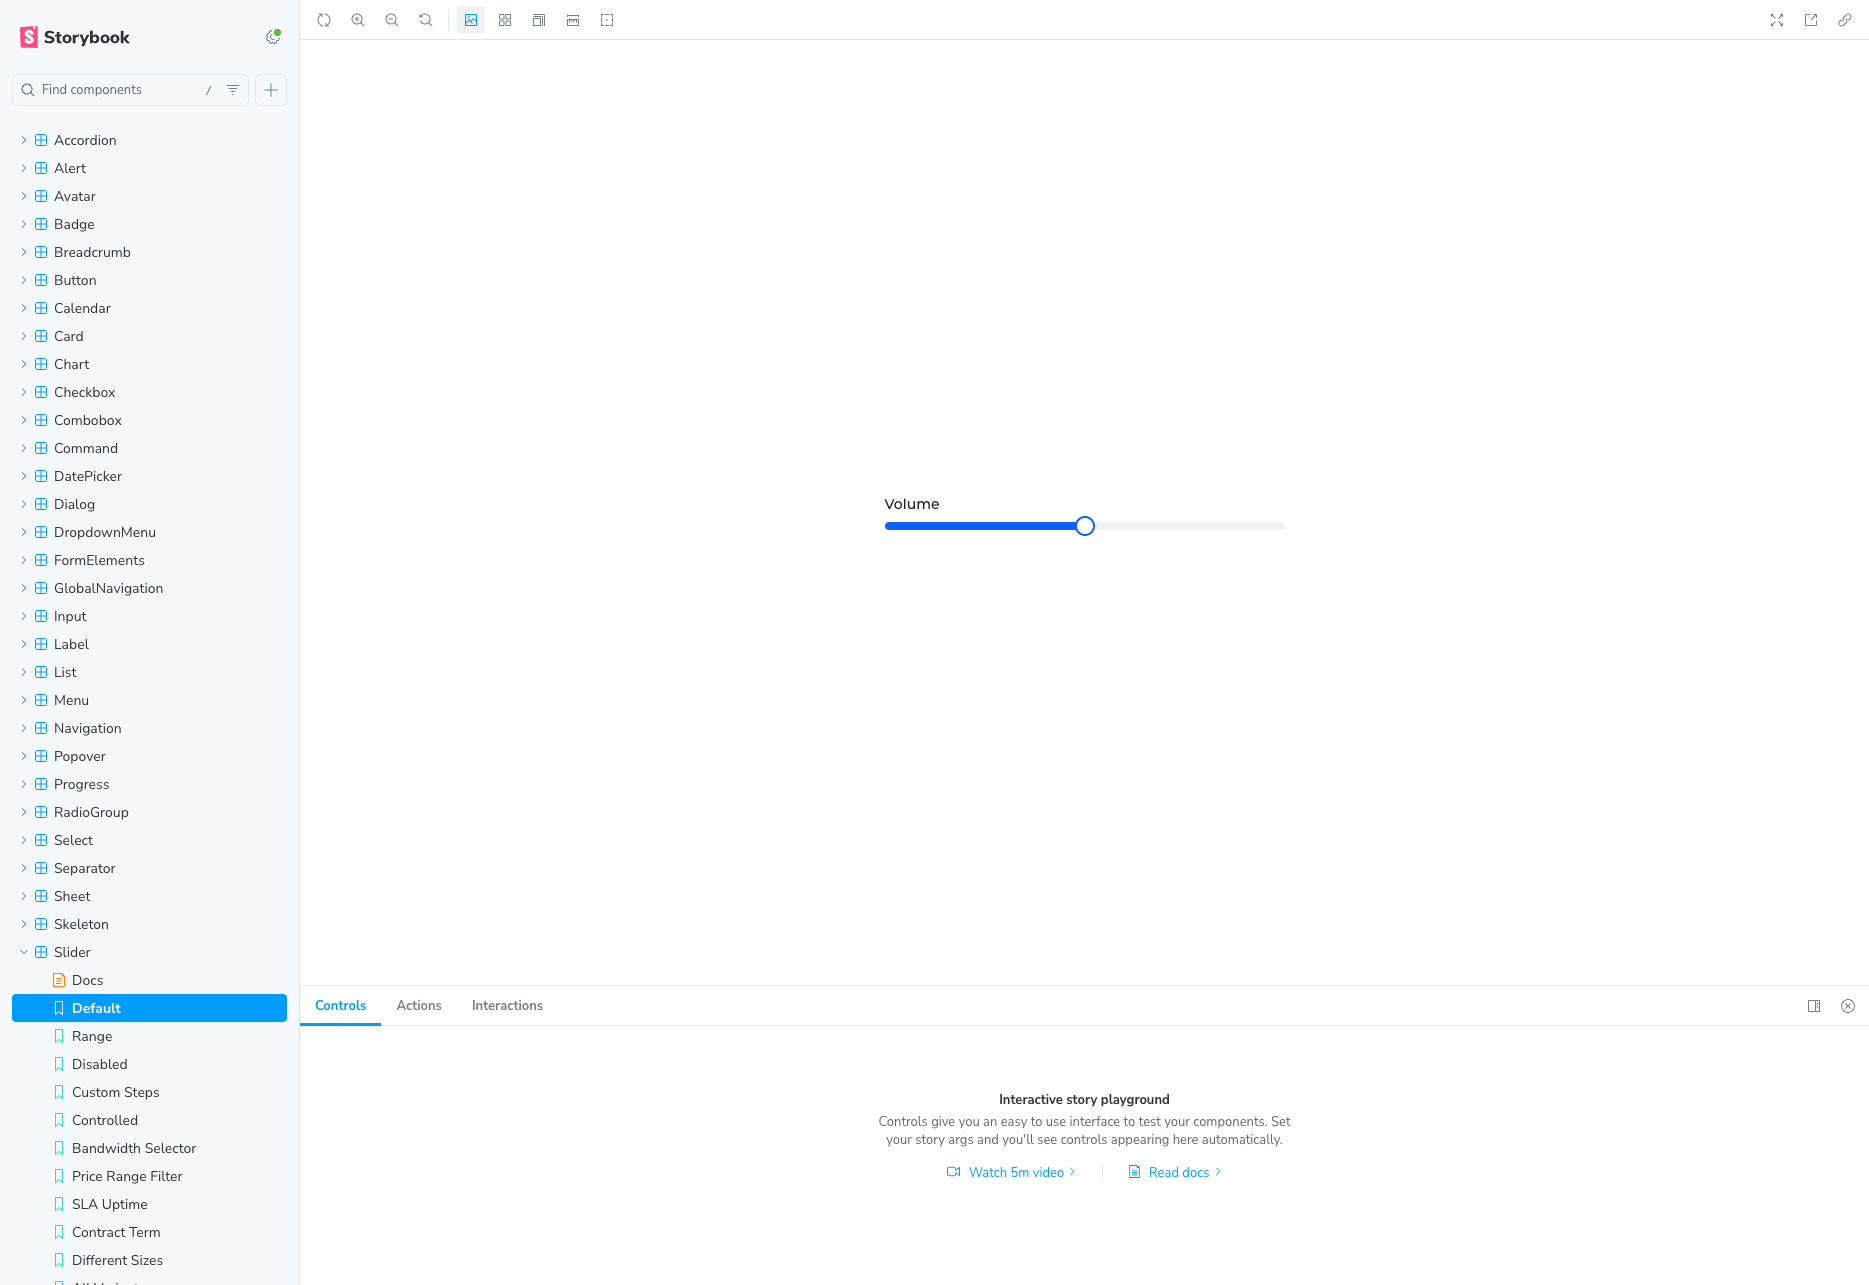 Storybook
Find components /
Accordion
Alert
Avatar
Badge
Breadcrumb
Button
Calendar
Card
Chart
Checkbox
Combobox
Command
DatePicker
Dialog
DropdownMenu
FormElements
GlobalNavigation
Input
Label
List
Menu
Navigation
Popover
Progress
RadioGroup
Select
Separator
Sheet
Skeleton
Slider
Docs
Default
Range
Disabled
Custom Steps
Controlled
Bandwidth Selector
Price Range Filter
SLA Uptime
Contract Term
Different Sizes
Volume
Controls Actions Interactions
Interactive story playground
Controls give you an easy to use interface to test your components. Set
your story args and you'll see controls appearing here automatically.
Watch 5m video Read docs